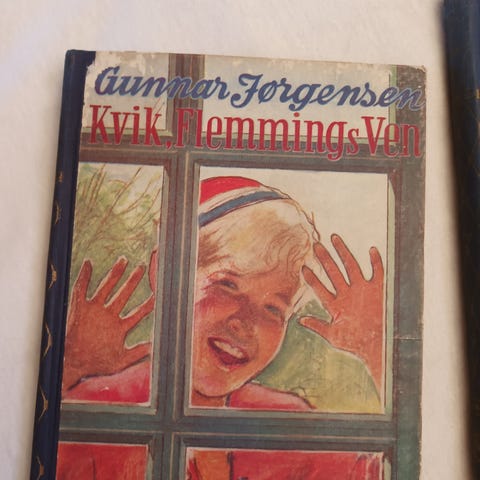 Gunnar Jørgensen
Kvik, Flemmings Ven